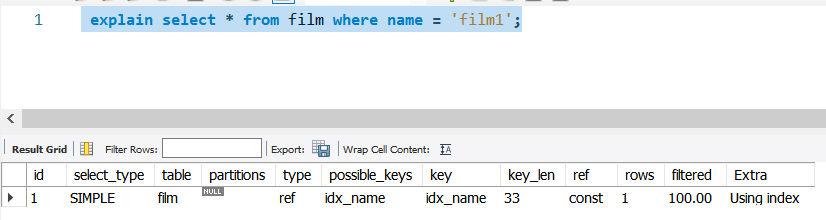 1 explain select * from film where name = 'film1';
Result Grid Filter Rows: Export: Wrap Cell Content: IA
id select_type table partitions type possible_keys key key_len ref rows filtered Extra
1 SIMPLE film NULL ref idx_name idx_name 33 const 1 100.00 Using index